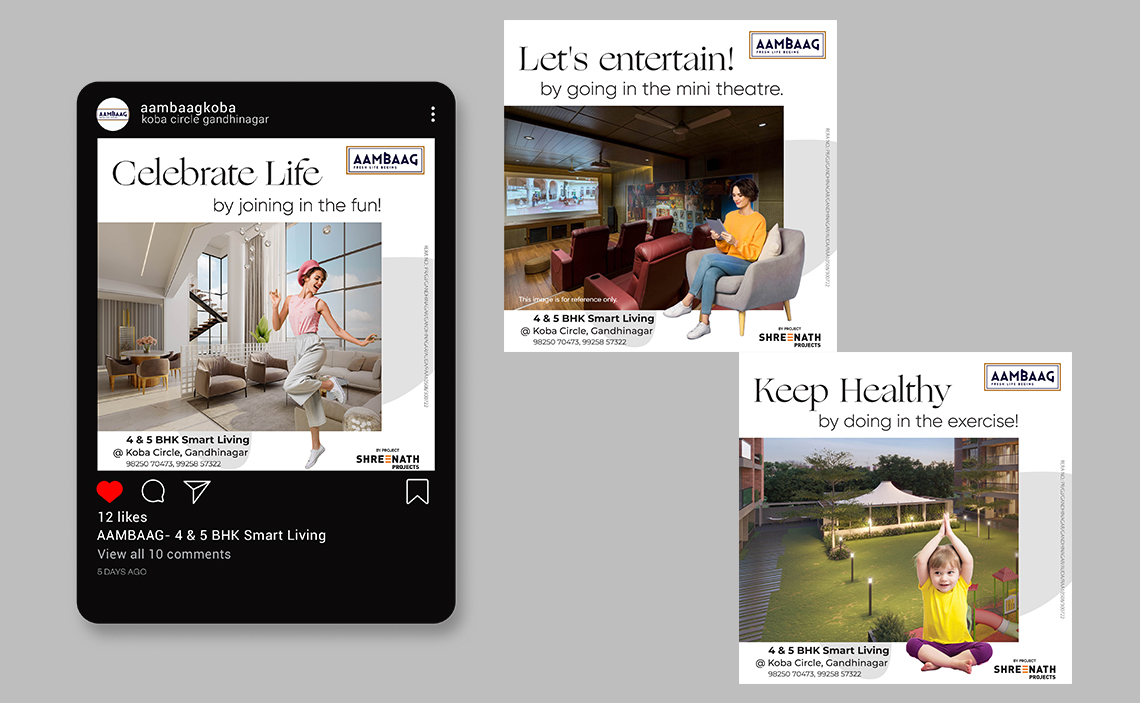 AAMBAAG
aambaagkoba
koba circle gandhinagar
Celebrate Life
AAMBAAG
FRESH LIFE BEGINS
by joining in the fun!
4 & 5 BHK Smart Living
@ Koba Circle, Gandhinagar
98250 70473, 99258 57322
BY PROJECT
SHREENATH
PROJECTS
12 likes
AAMBAAG- 4 & 5 BHK Smart Living
View all 10 comments
5 DAYS AGO
Let's entertain!
AAMBAAG
FRESH LIFE BEGINS
by going in the mini theatre.
This image is for reference only.
4 & 5 BHK Smart Living
@ Koba Circle, Gandhinagar
98250 70473, 99258 57322
BY PROJECT
SHREENATH
PROJECTS
Keep Healthy
AAMBAAG
FRESH LIFE BEGINS
by doing in the exercise!
4 & 5 BHK Smart Living
@ Koba Circle, Gandhinagar
98250 70473, 99258 57322
BY PROJECT
SHREENATH
PROJECTS